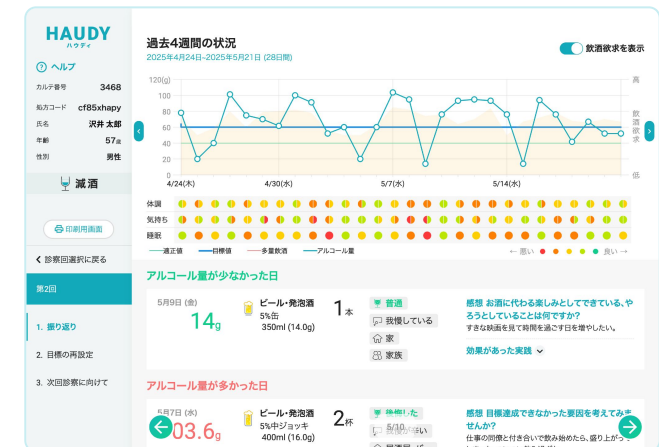 HAUDY
ハウディ
ヘルプ
カルテ番号 3468
処方コード cf85xhapy
氏名 沢井 太郎
年齢 57歳
性別 男性
減酒
印刷用画面
診察回選択に戻る
第2回
1. 振り返り
2. 目標の再設定
3. 次回診察に向けて
過去4週間の状況
2025年4月24日-2025年5月21日 (28日間)
飲酒欲求を表示
120(g)
100
80
60
40
20
0
高
飲酒欲求
低
4/24(木) 4/30(水) 5/7(水) 5/14(水)
体調
気持ち
睡眠
適正値 目標値 多量飲酒 アルコール量
← 悪い 良い →
アルコール量が少なかった日
5月9日 (金)
14g
ビール・発泡酒
5%缶
350ml (14.0g)
1本
普通
我慢している
家
家族
感想 お酒に代わる楽しみとしてできている、や
ろうとしていることは何ですか?
すきな映画を見て時間を過ごす日を増やしたい。
効果があった実践
アルコール量が多かった日
5月7日 (水)
03.6g
ビール・発泡酒
5%中ジョッキ
400ml (16.0g)
2杯
後悔した
5/10
感想 目標達成できなかった要因を考えてみま
せんか?
仕事の同僚と付き合いで飲み始めたら、盛り上がって